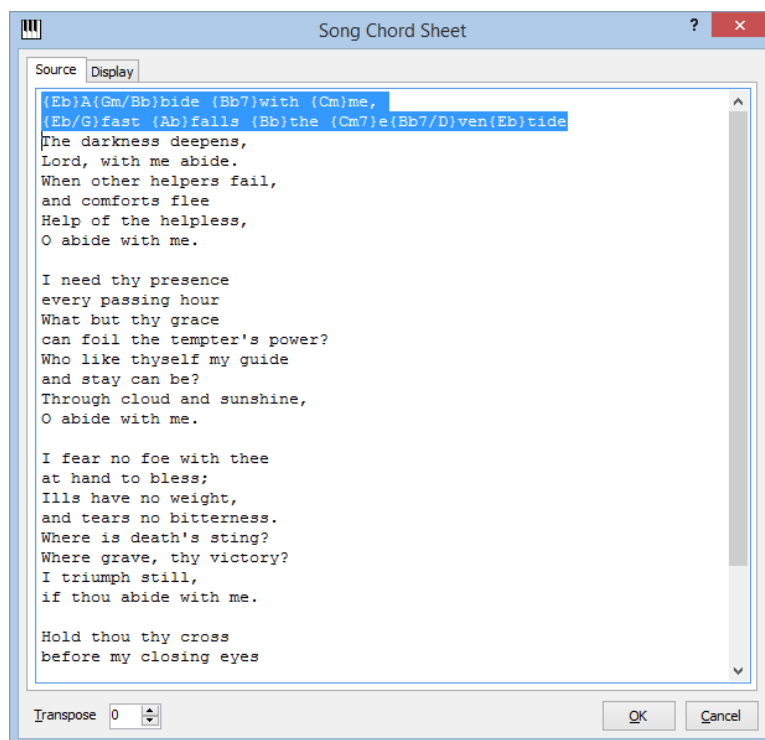 Song Chord Sheet
?
×
Source Display
{Eb}A{Gm/Bb}bide {Bb7}with {Cm}me,
{Eb/G}fast {Ab}falls {Bb}the {Cm7}e{Bb7/D}ven{Eb}tide
The darkness deepens,
Lord, with me abide.
When other helpers fail,
and comforts flee
Help of the helpless,
O abide with me.

I need thy presence
every passing hour
What but thy grace
can foil the tempter's power?
Who like thyself my guide
and stay can be?
Through cloud and sunshine,
O abide with me.

I fear no foe with thee
at hand to bless;
Ills have no weight,
and tears no bitterness.
Where is death's sting?
Where grave, thy victory?
I triumph still,
if thou abide with me.

Hold thou thy cross
before my closing eyes
Transpose 0
OK Cancel